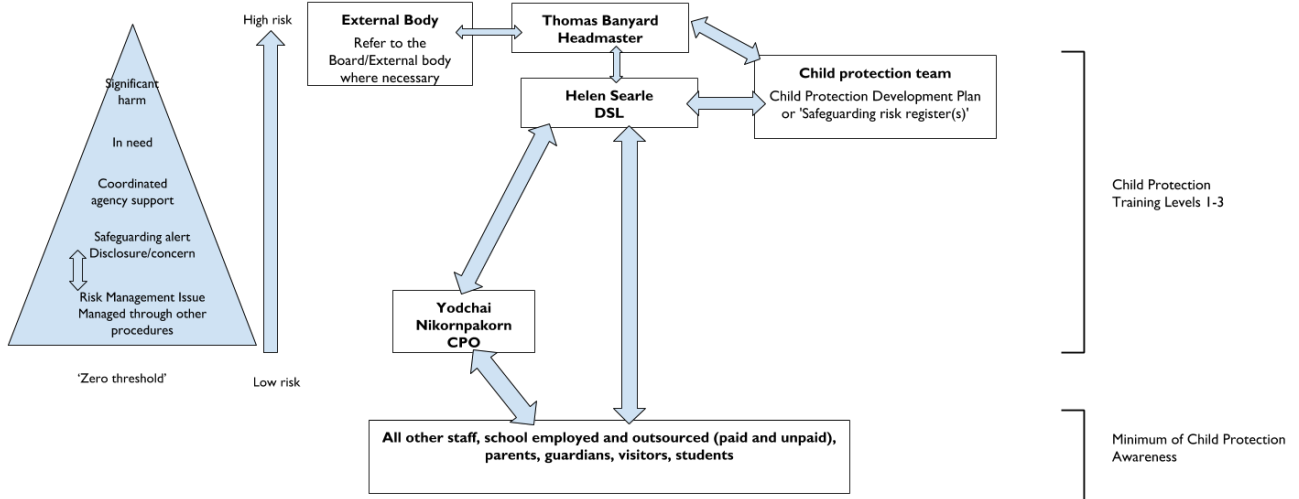 High risk
Significant
harm
In need
Coordinated
agency support
Safeguarding alert
Disclosure/concern
Risk Management Issue
Managed through other
procedures
'Zero threshold'
Low risk
External Body
Refer to the
Board/External body
where necessary
Thomas Banyard
Headmaster
Helen Searle
DSL
Child protection team
Child Protection Development Plan
or 'Safeguarding risk register(s)'
Yodchai
Nikornpakorn
CPO
All other staff, school employed and outsourced (paid and unpaid),
parents, guardians, visitors, students
Child Protection
Training Levels 1-3
Minimum of Child Protection
Awareness